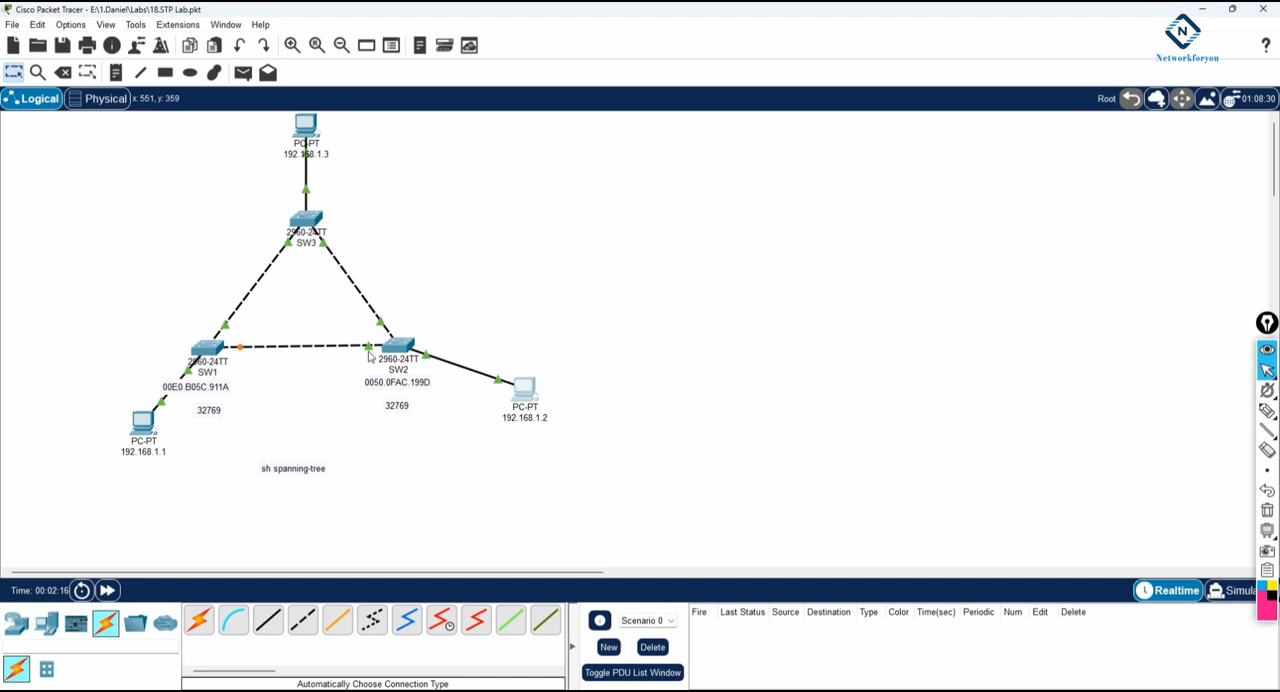 Cisco Packet Tracer - E:\1.Daniel\Labs\18.STP Lab.pkt
File Edit Options View Tools Extensions Window Help
N
Networkforyou
?
Logical Physical x: 551, y: 359
Root 01:08:30
PC-PT
192.168.1.3
2960-24TT
SW3
2960-24TT
SW1
00E0.B05C.911A
32769
2960-24TT
SW2
0050.0FAC.199D
32769
PC-PT
192.168.1.2
PC-PT
192.168.1.1
sh spanning-tree
Time: 00:02:16
Realtime Simula
Scenario 0
New Delete
Toggle PDU List Window
Fire Last Status Source Destination Type Color Time(sec) Periodic Num Edit Delete
Automatically Choose Connection Type